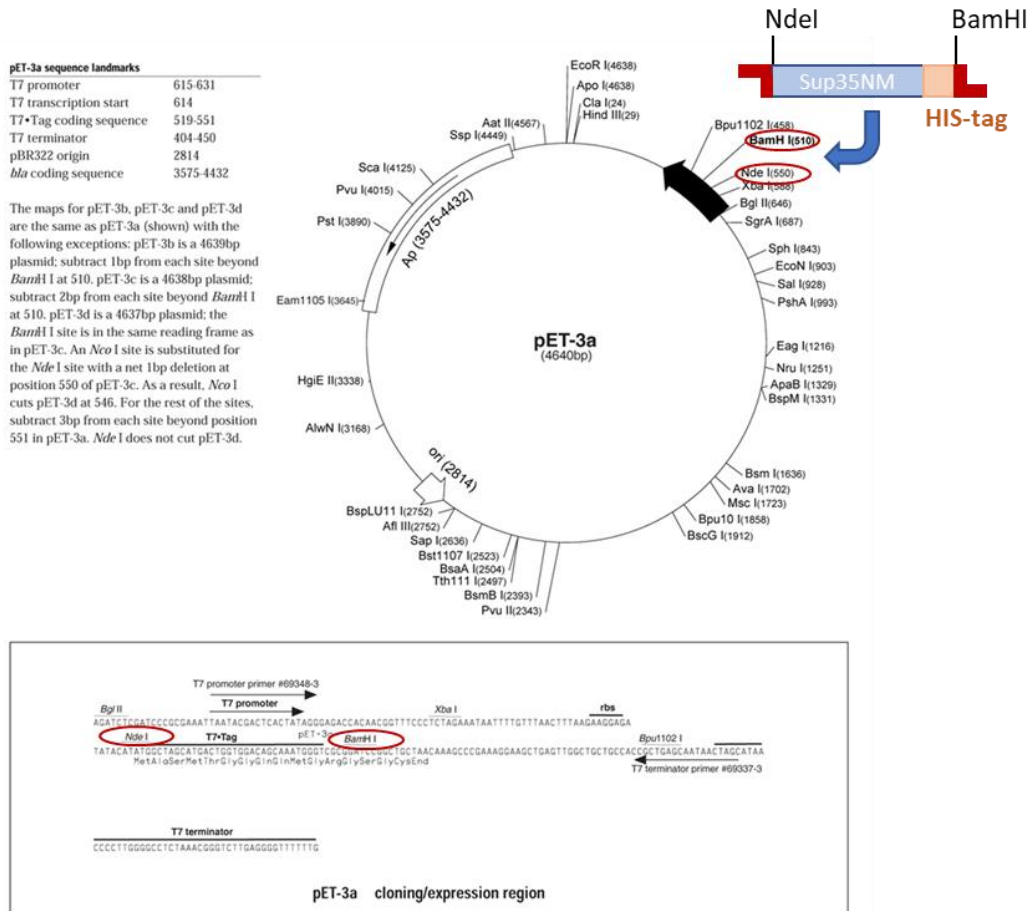 NdeI
BamHI
Sup35NM
HIS-tag
pET-3a sequence landmarks
T7 promoter 615-631
T7 transcription start 614
T7•Tag coding sequence 519-551
T7 terminator 404-450
pBR322 origin 2814
bla coding sequence 3575-4432
The maps for pET-3b, pET-3c and pET-3d
are the same as pET-3a (shown) with the
following exceptions: pET-3b is a 4639bp
plasmid; subtract 1bp from each site beyond
BamH I at 510. pET-3c is a 4638bp plasmid;
subtract 2bp from each site beyond BamH I
at 510. pET-3d is a 4637bp plasmid; the
BamH I site is in the same reading frame as
in pET-3c. An Nco I site is substituted for
the Nde I site with a net 1bp deletion at
position 550 of pET-3c. As a result, Nco I
cuts pET-3d at 546. For the rest of the sites,
subtract 3bp from each site beyond position
551 in pET-3a. Nde I does not cut pET-3d.
EcoR I(4638)
Apo I(4638)
Cla I(24)
Hind III(29)
Bpu1102 I(458)
BamH I(510)
Nde I(550)
Xba I(588)
Bgl II(646)
SgrA I(687)
Sph I(843)
EcoN I(903)
Sal I(928)
PshA I(993)
Eag I(1216)
Nru I(1251)
ApaB I(1329)
BspM I(1331)
Bsm I(1636)
Ava I(1702)
Msc I(1723)
Bpu10 I(1858)
BscG I(1912)
Aat II(4567)
Ssp I(4449)
Sca I(4125)
Pvu I(4015)
Pst I(3890)
Ap (3575-4432)
Eam1105 I(3645)
HgiE II(3338)
AlwN I(3168)
ori (2814)
BspLU11 I(2752)
Afl III(2752)
Sap I(2636)
Bst1107 I(2523)
BsaA I(2504)
Tth111 I(2497)
BsmB I(2393)
Pvu II(2343)
pET-3a
(4640bp)
T7 promoter primer #69348-3
Bgl II T7 promoter Xba I rbs
AGATCTCGATCCCGCGAAATTAATACGACTCACTATAGGGAGACCACAACGGTTTCCCTCTAGAAATAATTTTGTTTAACTTTAAGAAGGAGA
Nde I T7•Tag BamH I Bpu1102 I
TATACATATGGCTAGCATGACTGGTGGACAGCAAATGGGTCGCGGATCCGGCTGCTAACAAAGCCCGAAAGGAAGCTGAGTTGGCTGCTGCCACCGCTGAGCAATAACTAGCATAA
MetAlaSerMetThrGlyGlyGlnGlnMetGlyArgGlySerGlyCysEnd
T7 terminator primer #69337-3
T7 terminator
CCCCTTGGGGCCTCTAAACGGGTCTTGAGGGGTTTTTTG
pET-3a cloning/expression region